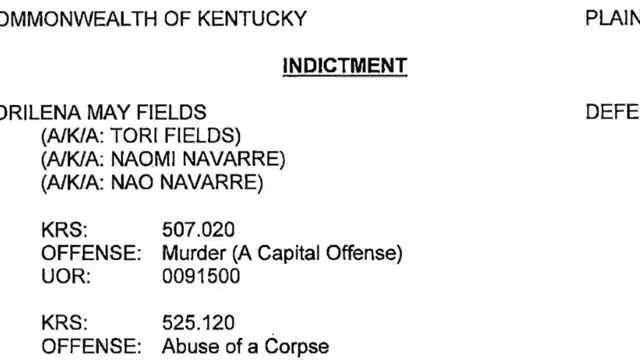 OMMONWEALTH OF KENTUCKY PLAIN
INDICTMENT
ORILENA MAY FIELDS DEFE
(A/K/A: TORI FIELDS)
(A/K/A: NAOMI NAVARRE)
(A/K/A: NAO NAVARRE)
KRS: 507.020
OFFENSE: Murder (A Capital Offense)
UOR: 0091500
KRS: 525.120
OFFENSE: Abuse of a Corpse